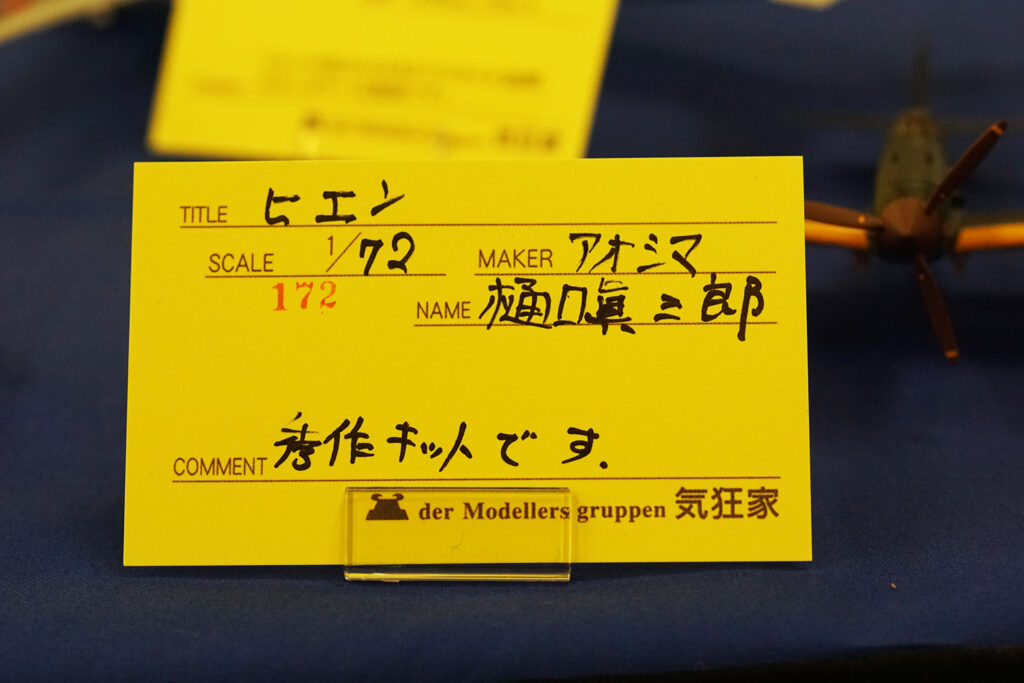 TITLE ヒエン
SCALE 1/72 MAKER アオシマ
172
NAME 樋口眞二郎
COMMENT 秀作キットです.
der Modellers gruppen 気狂家